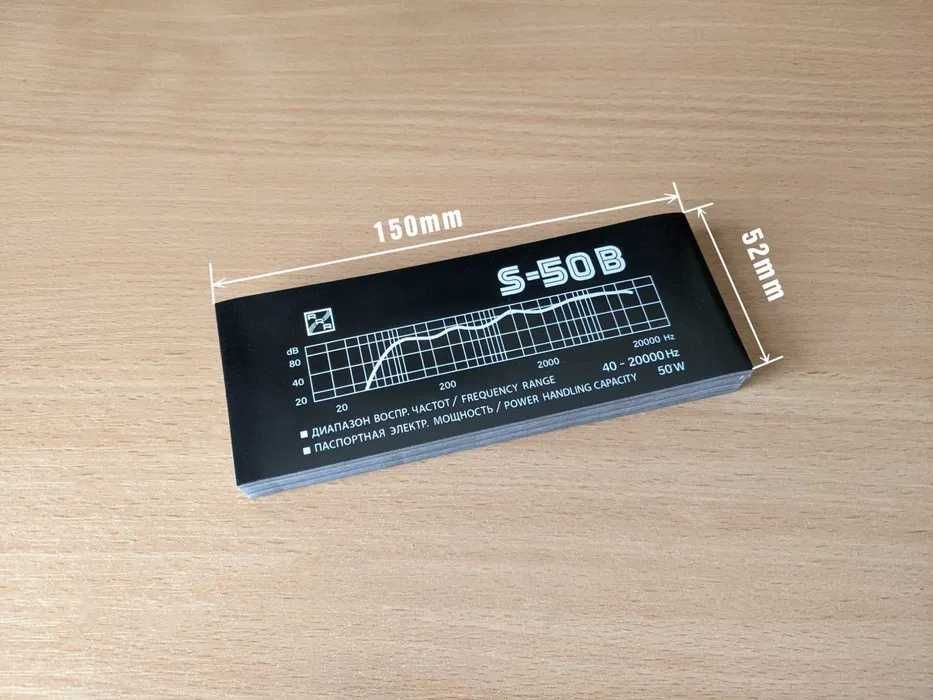 150mm
52mm
S-50B
dB
80
40
20
20 200 2000 20000 Hz
ДИАПАЗОН ВОСПР. ЧАСТОТ / FREQUENCY RANGE 40 - 20000 Hz
ПАСПОРТНАЯ ЭЛЕКТР. МОЩНОСТЬ / POWER HANDLING CAPACITY 50 W